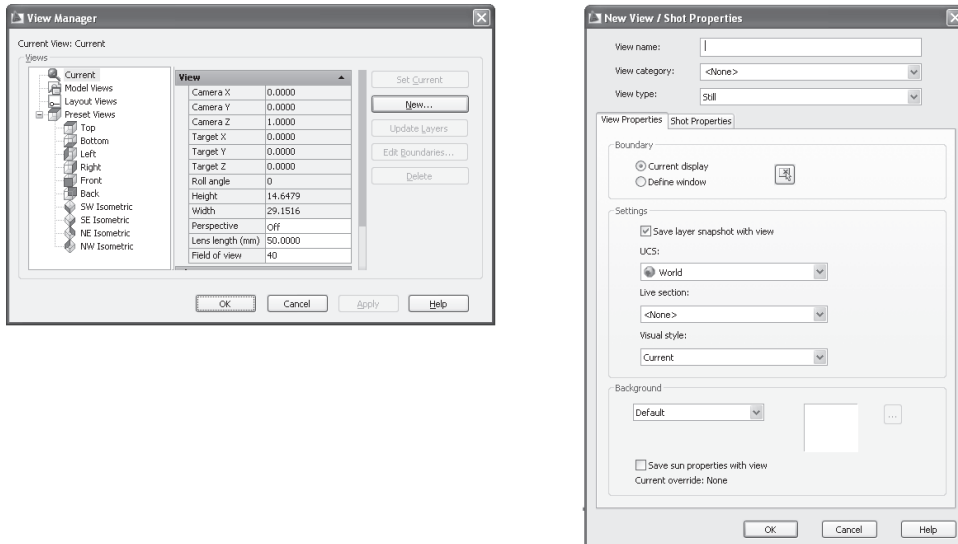 View Manager
Current View: Current
Views
Current
Model Views
Layout Views
Preset Views
Top
Bottom
Left
Right
Front
Back
SW Isometric
SE Isometric
NE Isometric
NW Isometric
View
Camera X 0.0000
Camera Y 0.0000
Camera Z 1.0000
Target X 0.0000
Target Y 0.0000
Target Z 0.0000
Roll angle 0
Height 14.6479
Width 29.1516
Perspective Off
Lens length (mm) 50.0000
Field of view 40
Set Current
New...
Update Layers
Edit Boundaries...
Delete
OK Cancel Apply Help
New View / Shot Properties
View name:
View category: <None>
View type: Still
View Properties Shot Properties
Boundary
Current display
Define window
Settings
Save layer snapshot with view
UCS:
World
Live section:
<None>
Visual style:
Current
Background
Default ...
Save sun properties with view
Current override: None
OK Cancel Help